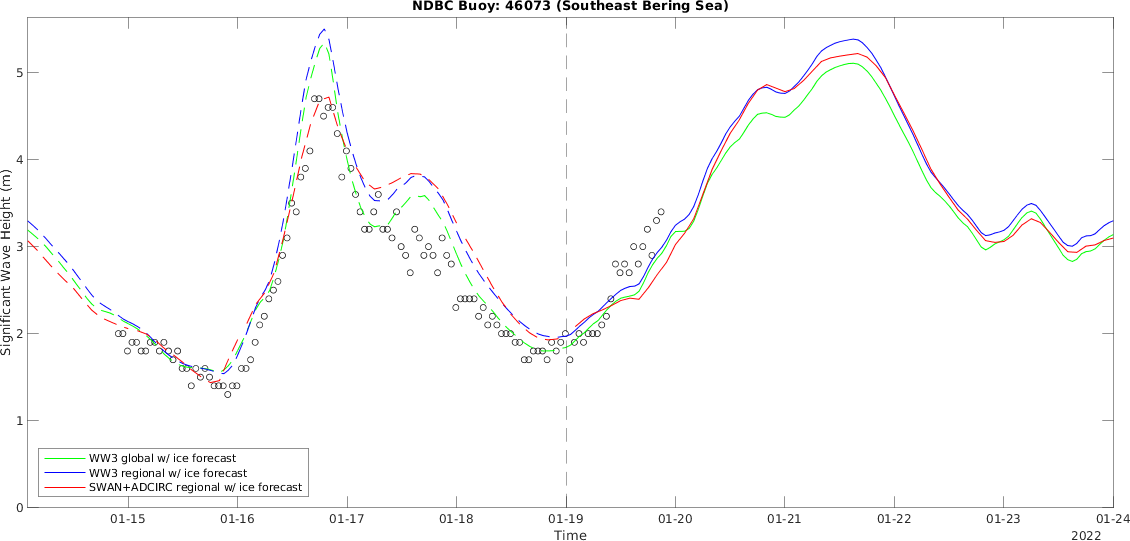 NDBC Buoy: 46073 (Southeast Bering Sea)
Significant Wave Height (m)
5
4
3
2
1
0
WW3 global w/ ice forecast
WW3 regional w/ ice forecast
SWAN+ADCIRC regional w/ ice forecast
01-15 01-16 01-17 01-18 01-19 01-20 01-21 01-22 01-23 01-24
Time
2022